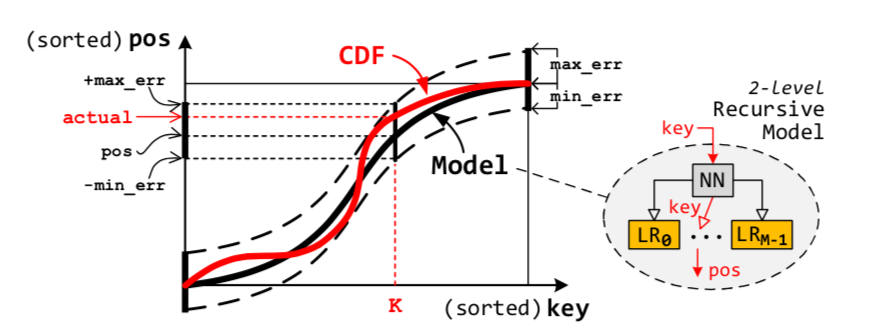 (sorted) pos
CDF
+max_err
actual
pos
-min_err
max_err
min_err
Model
K
(sorted) key
2-level
Recursive
Model
key
NN
key
LR0 ... LRM-1
pos